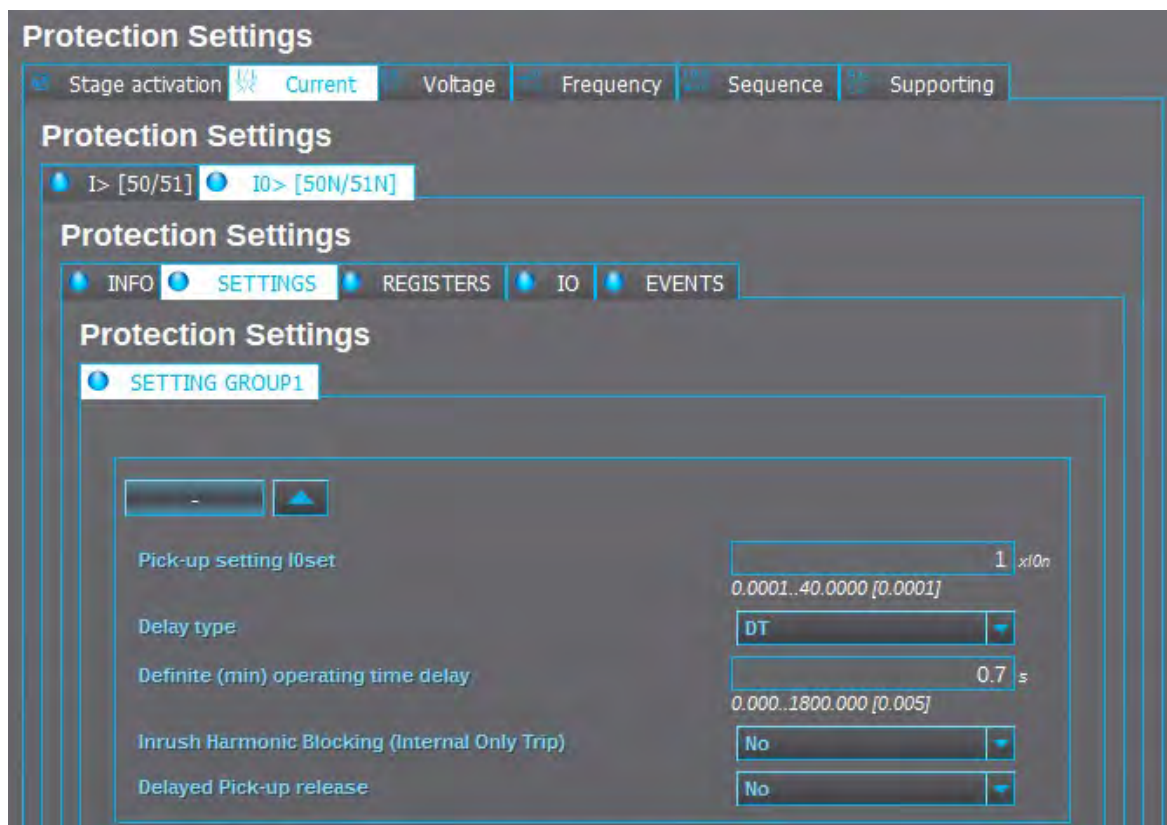 Protection Settings
Stage activation Current Voltage Frequency Sequence Supporting
Protection Settings
I> [50/51] I0> [50N/51N]
Protection Settings
INFO SETTINGS REGISTERS IO EVENTS
Protection Settings
SETTING GROUP1
-
Pick-up setting I0set 1 xI0n
0.0001..40.0000 [0.0001]
Delay type DT
Definite (min) operating time delay 0.7 s
0.000..1800.000 [0.005]
Inrush Harmonic Blocking (Internal Only Trip) No
Delayed Pick-up release No